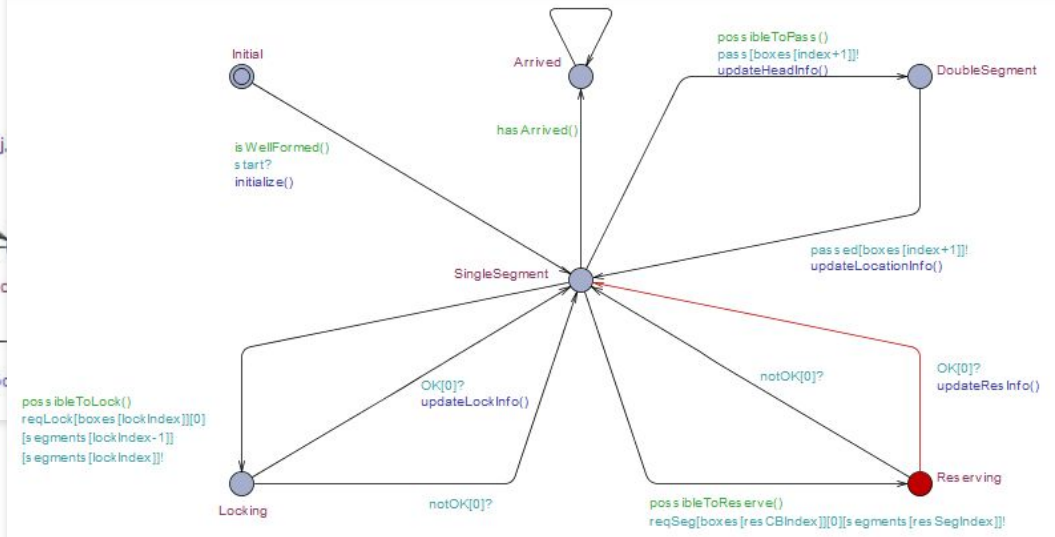 Initial
Arrived
possibleToPass()
pass[boxes[index+1]]!
updateHeadInfo()
DoubleSegment
j,
isWellFormed()
start?
initialize()
hasArrived()
passed[boxes[index+1]]!
updateLocationInfo()
SingleSegment
possibleToLock()
reqLock[boxes[lockIndex]][0]
[segments[lockIndex-1]]
[segments[lockIndex]]!
OK[0]?
updateLockInfo()
notOK[0]?
OK[0]?
updateResInfo()
Locking
notOK[0]?
possibleToReserve()
reqSeg[boxes[resCBIndex]][0][segments[resSegIndex]]!
Reserving